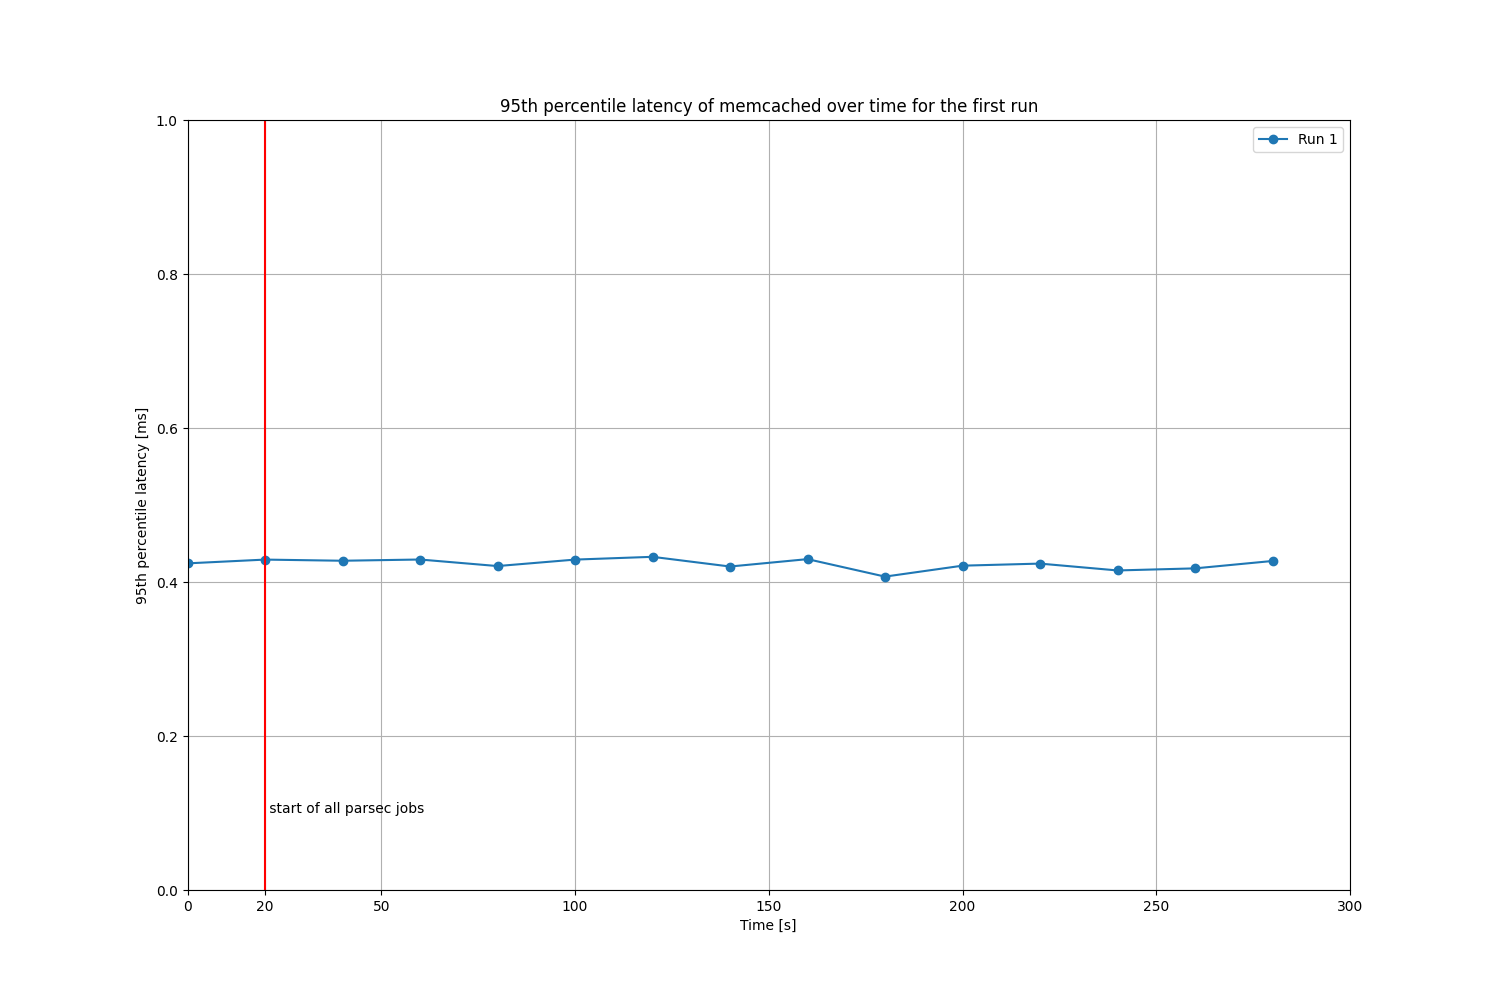 95th percentile latency of memcached over time for the first run
Run 1
95th percentile latency [ms]
1.0
0.8
0.6
0.4
0.2
0.0
start of all parsec jobs
0 20 50 100 150 200 250 300
Time [s]